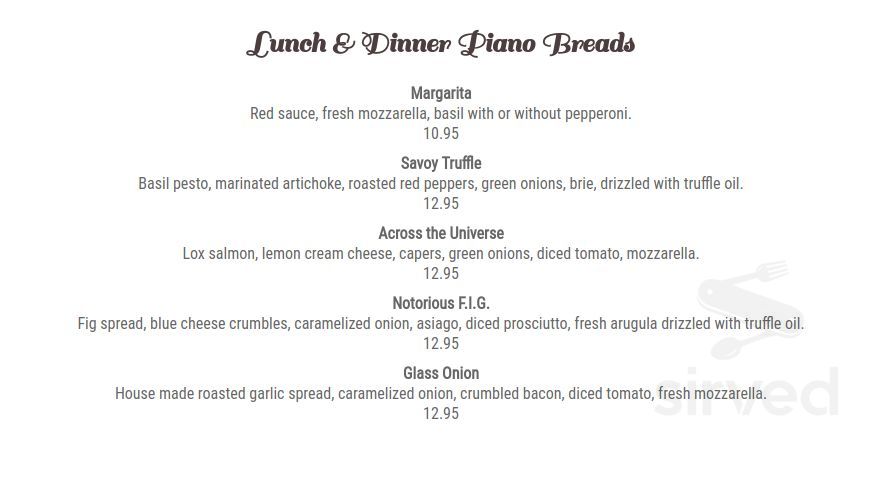 Lunch & Dinner Piano Breads
Margarita
Red sauce, fresh mozzarella, basil with or without pepperoni.
10.95
Savoy Truffle
Basil pesto, marinated artichoke, roasted red peppers, green onions, brie, drizzled with truffle oil.
12.95
Across the Universe
Lox salmon, lemon cream cheese, capers, green onions, diced tomato, mozzarella.
12.95
Notorious F.I.G.
Fig spread, blue cheese crumbles, caramelized onion, asiago, diced prosciutto, fresh arugula drizzled with truffle oil.
12.95
Glass Onion
House made roasted garlic spread, caramelized onion, crumbled bacon, diced tomato, fresh mozzarella.
12.95
sirved